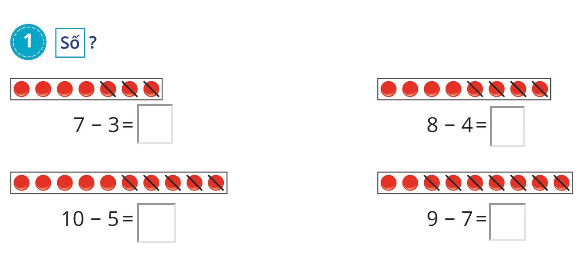 1 Số ?
7 − 3 =
8 − 4 =
10 − 5 =
9 − 7 =